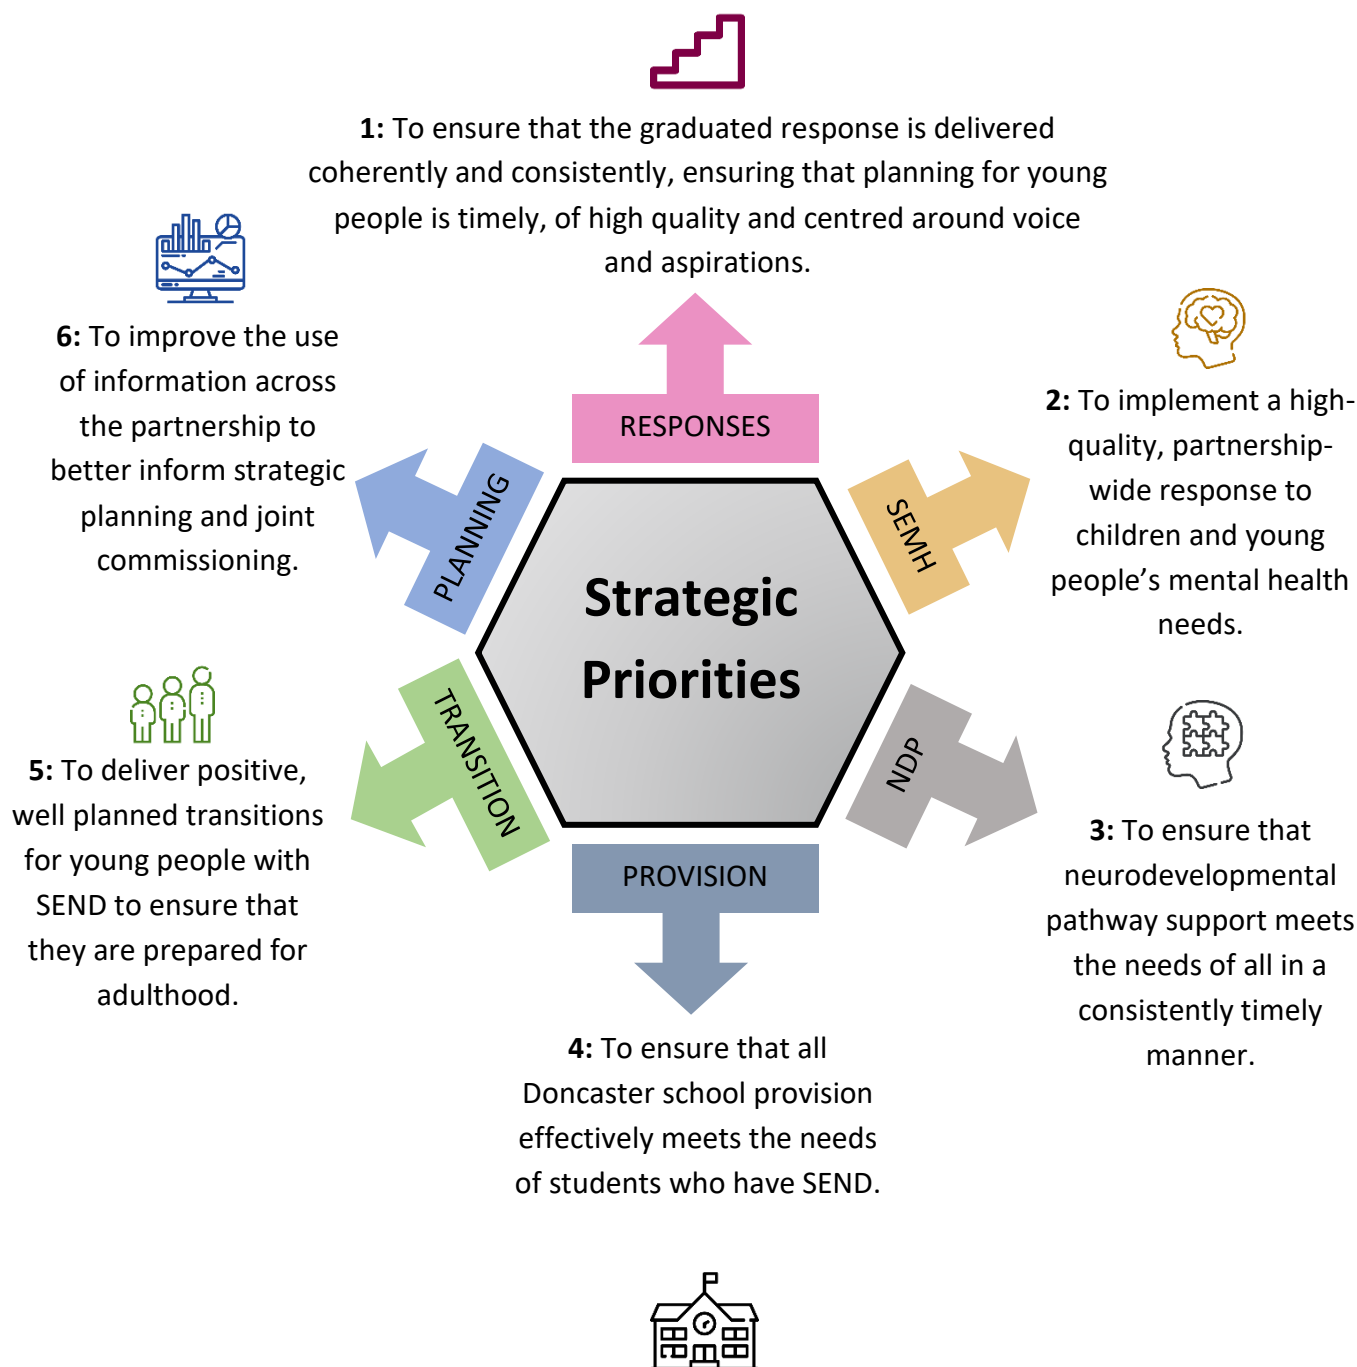 1: To ensure that the graduated response is delivered
coherently and consistently, ensuring that planning for young
people is timely, of high quality and centred around voice
and aspirations.
RESPONSES
2: To implement a high-
quality, partnership-
wide response to
children and young
people’s mental health
needs.
SEMH
3: To ensure that
neurodevelopmental
pathway support meets
the needs of all in a
consistently timely
manner.
NDP
4: To ensure that all
Doncaster school provision
effectively meets the needs
of students who have SEND.
PROVISION
5: To deliver positive,
well planned transitions
for young people with
SEND to ensure that
they are prepared for
adulthood.
TRANSITION
6: To improve the use
of information across
the partnership to
better inform strategic
planning and joint
commissioning.
PLANNING
Strategic
Priorities